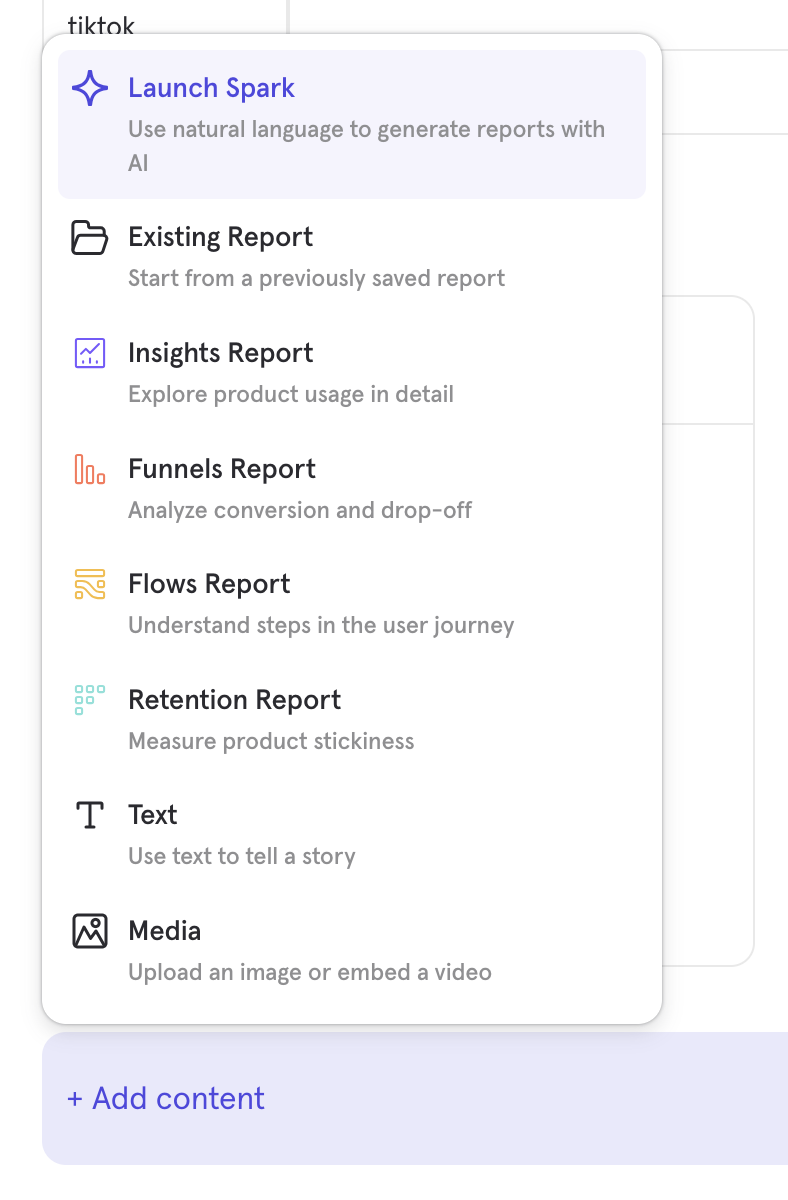 tiktok
Launch Spark
Use natural language to generate reports with
AI
Existing Report
Start from a previously saved report
Insights Report
Explore product usage in detail
Funnels Report
Analyze conversion and drop-off
Flows Report
Understand steps in the user journey
Retention Report
Measure product stickiness
Text
Use text to tell a story
Media
Upload an image or embed a video
+ Add content